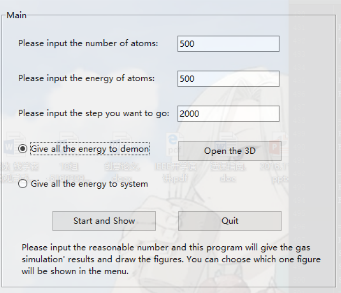 Main
Please input the number of atoms: 500
Please input the energy of atoms: 500
Please input the step you want to go: 2000
Give all the energy to demon Open the 3D
Give all the energy to system
Start and Show Quit
Please input the reasonable number and this program will give the gas
simulation' results and draw the figures. You can choose which one figure
will be shown in the menu.